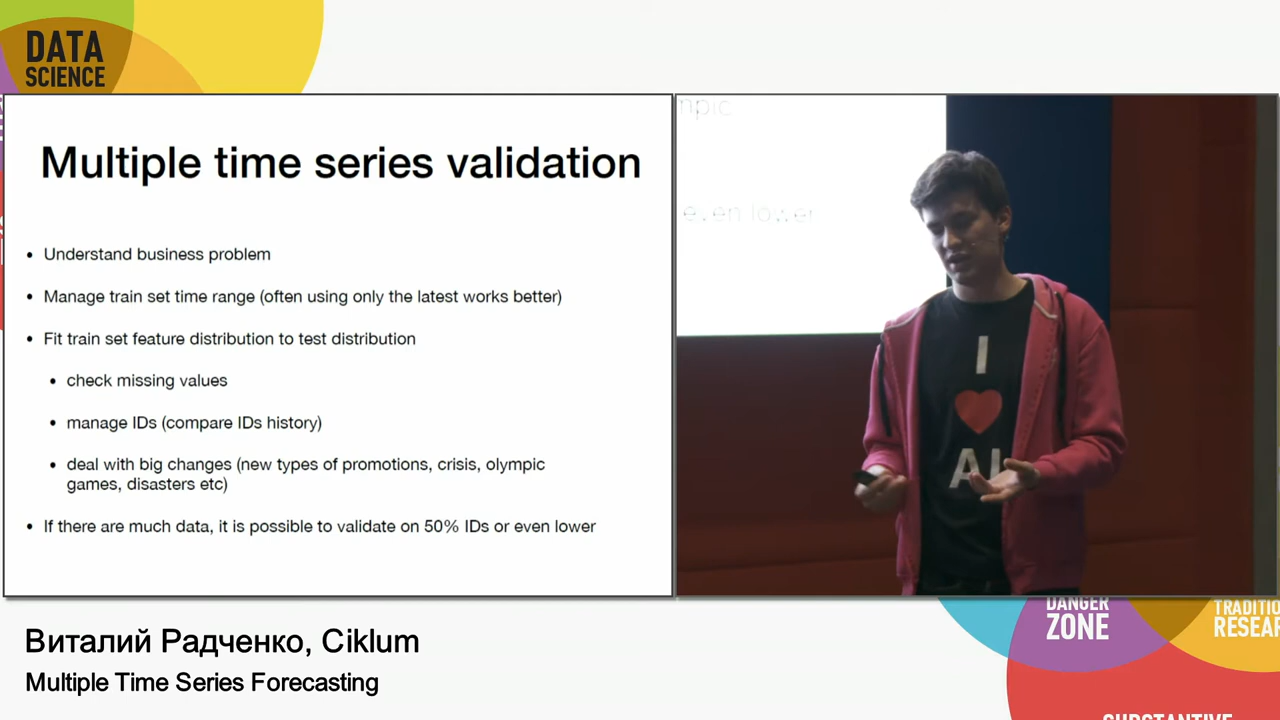 DATA
SCIENCE
Multiple time series validation
• Understand business problem
• Manage train set time range (often using only the latest works better)
• Fit train set feature distribution to test distribution
• check missing values
• manage IDs (compare IDs history)
• deal with big changes (new types of promotions, crisis, olympic
games, disasters etc)
• If there are much data, it is possible to validate on 50% IDs or even lower
even lower
I
AI
Виталий Радченко, Ciklum
Multiple Time Series Forecasting
DANGER
ZONE